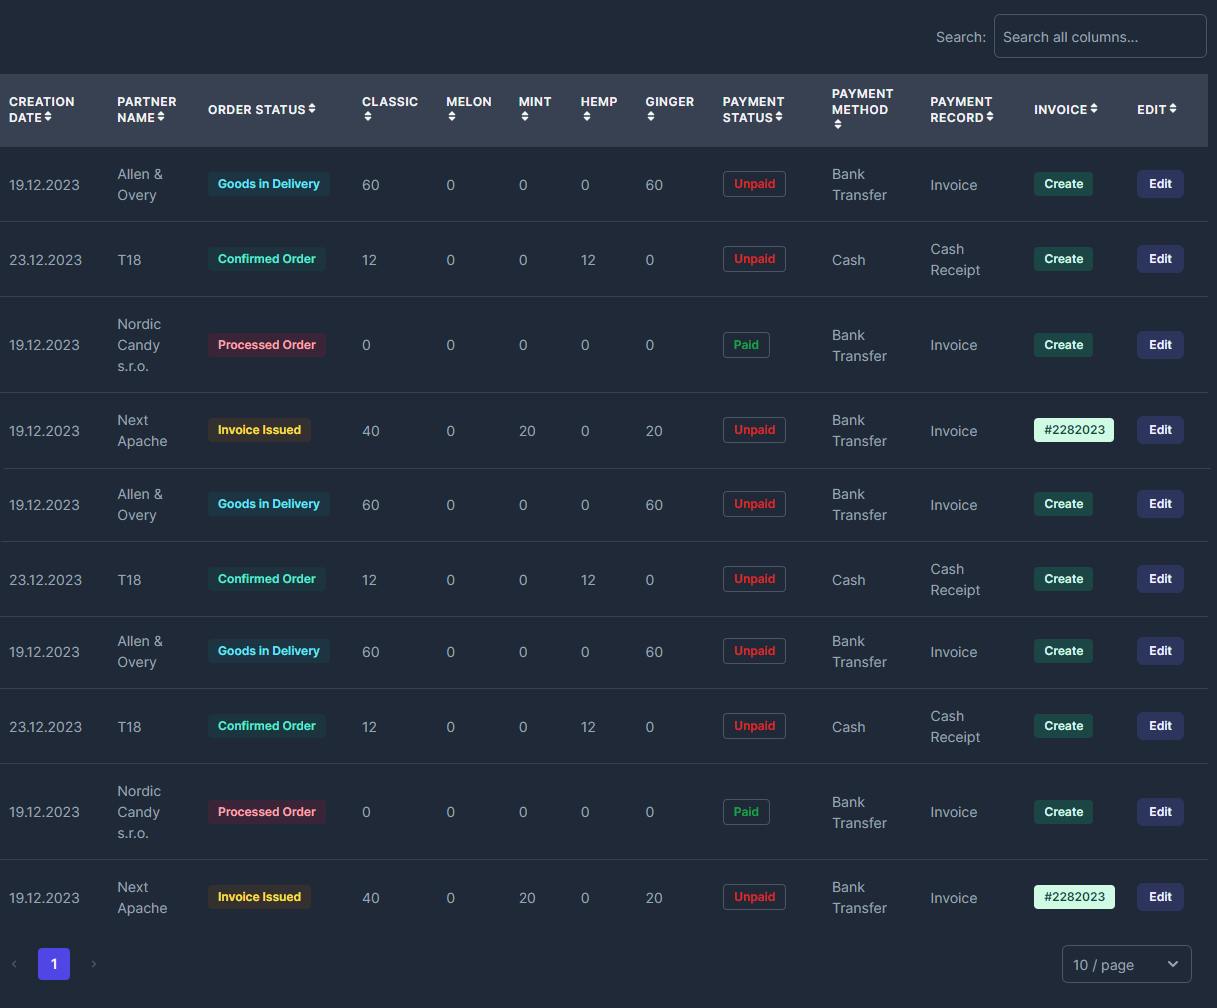 Search: Search all columns...
CREATION DATE PARTNER NAME ORDER STATUS CLASSIC MELON MINT HEMP GINGER PAYMENT STATUS PAYMENT METHOD PAYMENT RECORD INVOICE EDIT
19.12.2023 Allen & Overy Goods in Delivery 60 0 0 0 60 Unpaid Bank Transfer Invoice Create Edit
23.12.2023 T18 Confirmed Order 12 0 0 12 0 Unpaid Cash Cash Receipt Create Edit
19.12.2023 Nordic Candy s.r.o. Processed Order 0 0 0 0 0 Paid Bank Transfer Invoice Create Edit
19.12.2023 Next Apache Invoice Issued 40 0 20 0 20 Unpaid Bank Transfer Invoice #2282023 Edit
19.12.2023 Allen & Overy Goods in Delivery 60 0 0 0 60 Unpaid Bank Transfer Invoice Create Edit
23.12.2023 T18 Confirmed Order 12 0 0 12 0 Unpaid Cash Cash Receipt Create Edit
19.12.2023 Allen & Overy Goods in Delivery 60 0 0 0 60 Unpaid Bank Transfer Invoice Create Edit
23.12.2023 T18 Confirmed Order 12 0 0 12 0 Unpaid Cash Cash Receipt Create Edit
19.12.2023 Nordic Candy s.r.o. Processed Order 0 0 0 0 0 Paid Bank Transfer Invoice Create Edit
19.12.2023 Next Apache Invoice Issued 40 0 20 0 20 Unpaid Bank Transfer Invoice #2282023 Edit
1 10 / page